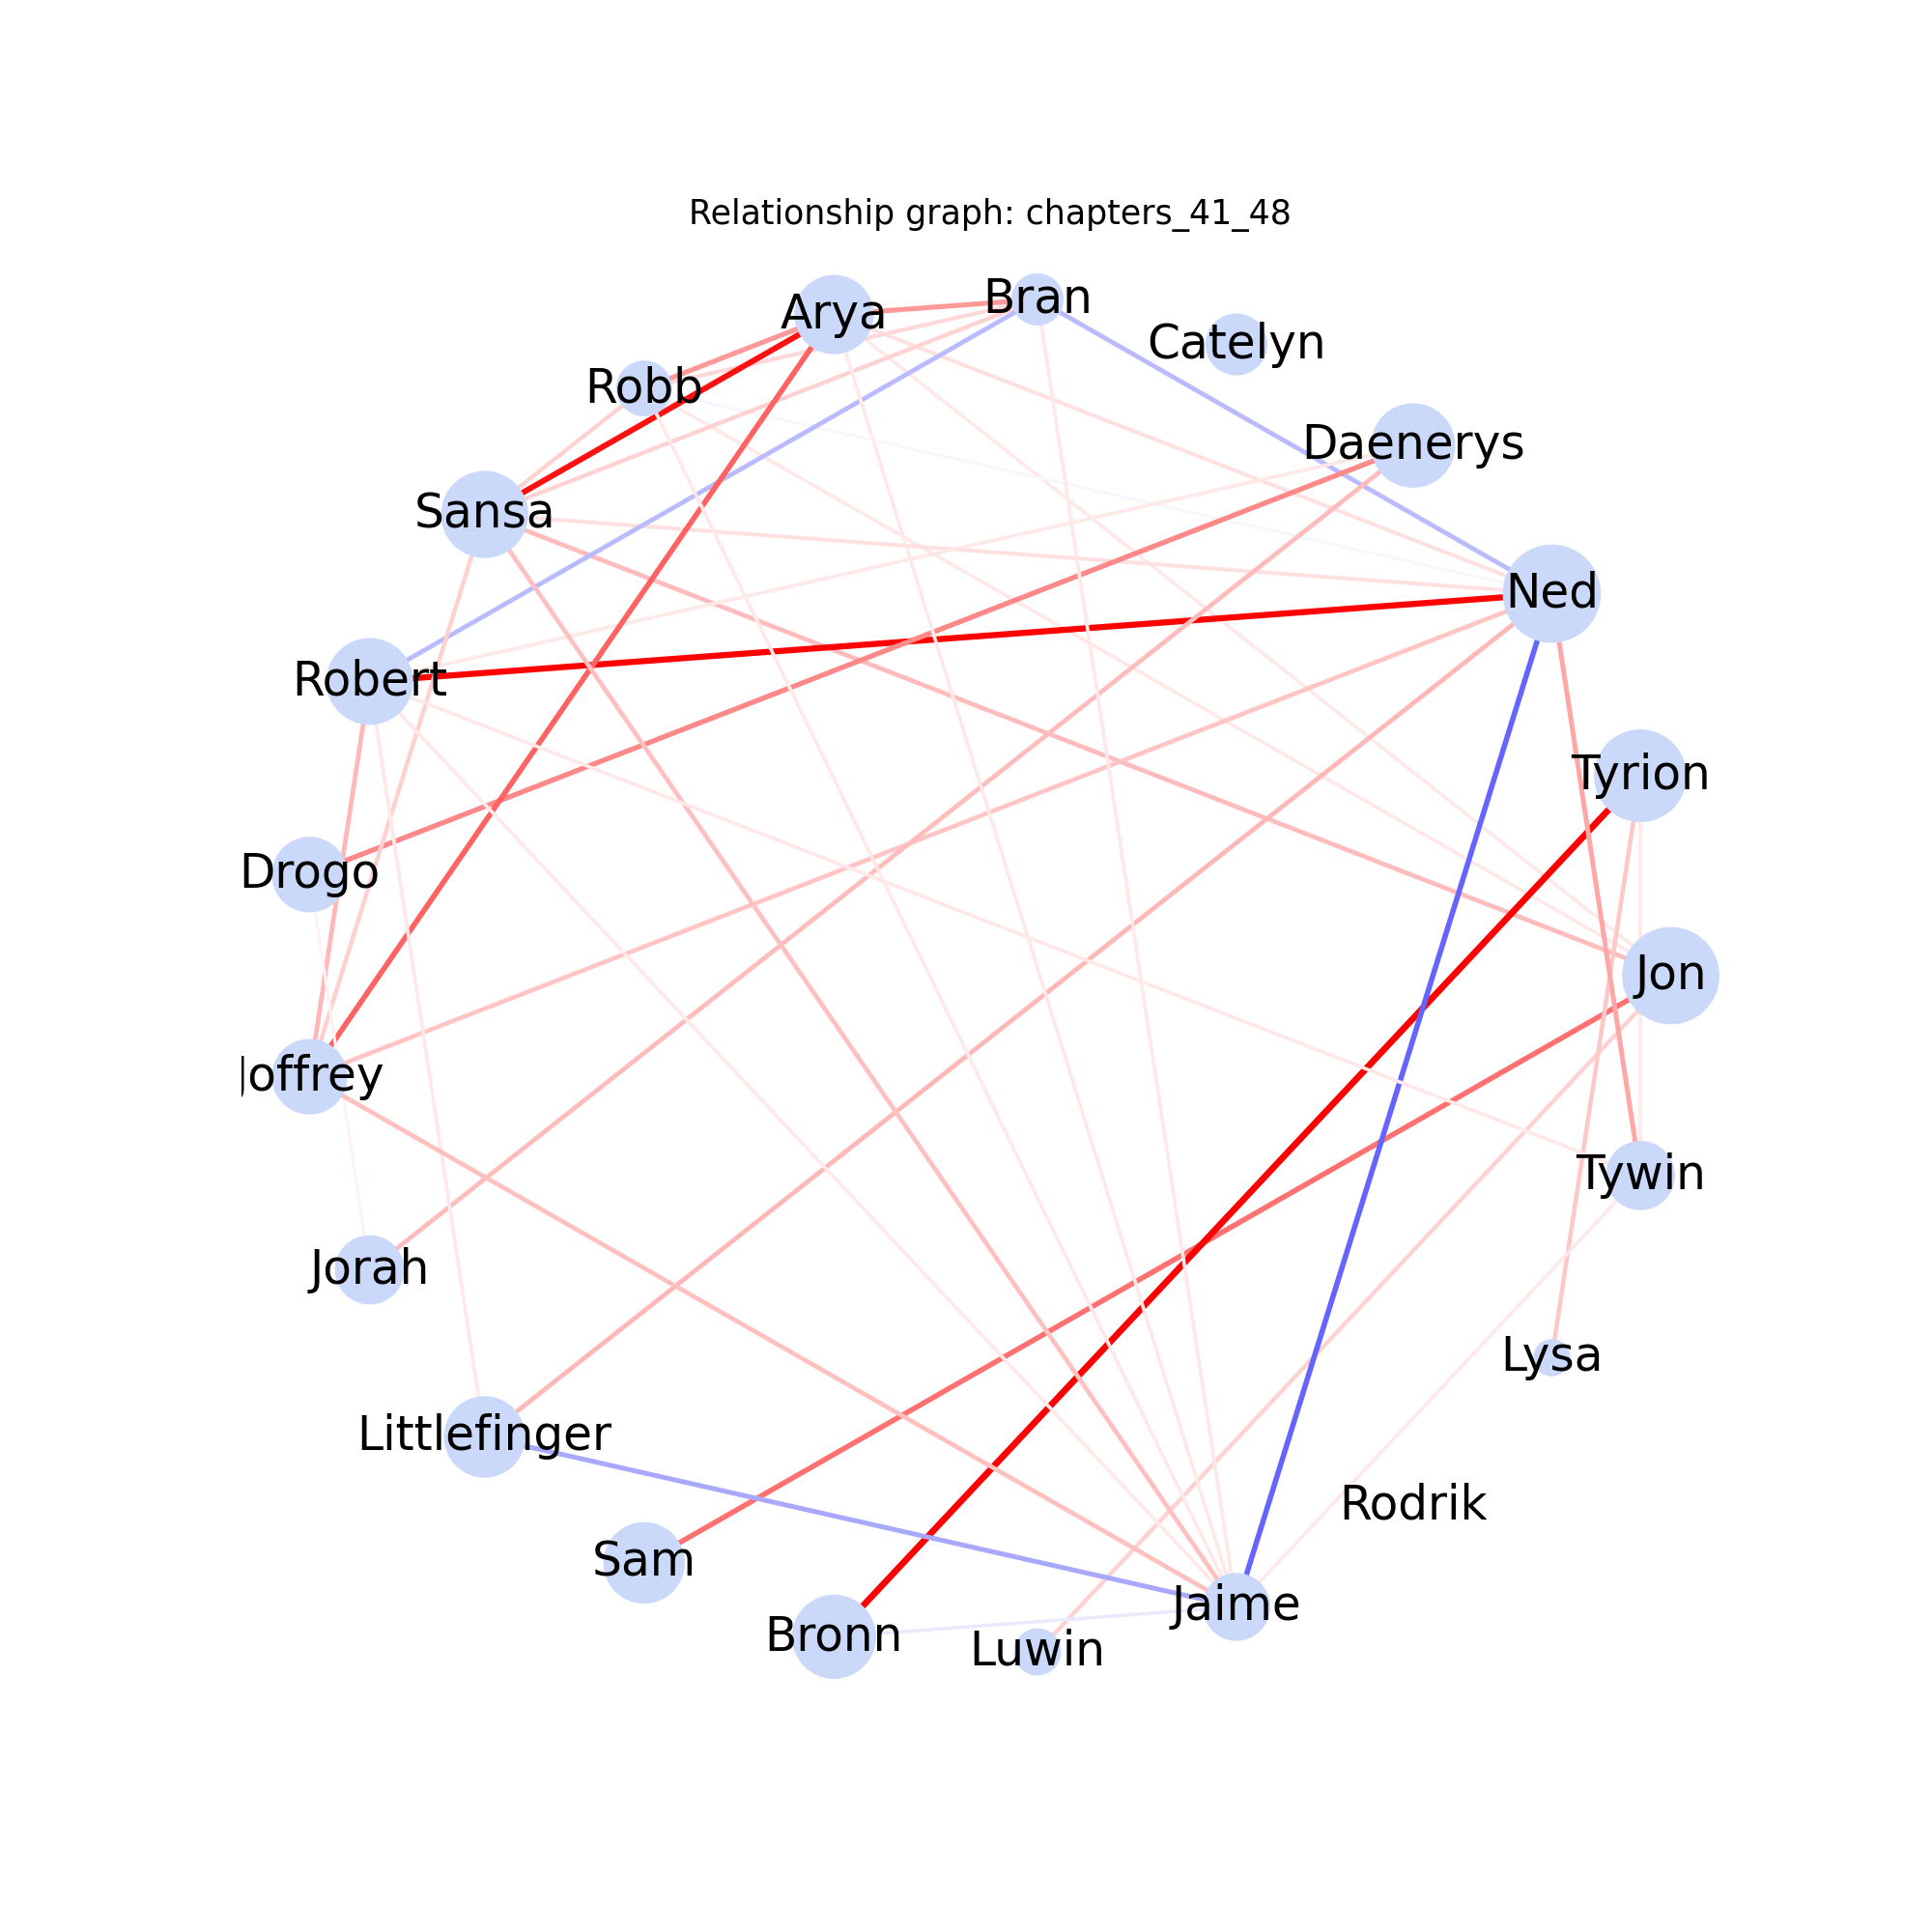 Relationship graph: chapters_41_48
Bran
Arya
Catelyn
Robb
Daenerys
Sansa
Ned
Robert
Tyrion
Drogo
Jon
Joffrey
Tywin
Jorah
Lysa
Littlefinger
Rodrik
Sam
Jaime
Bronn
Luwin